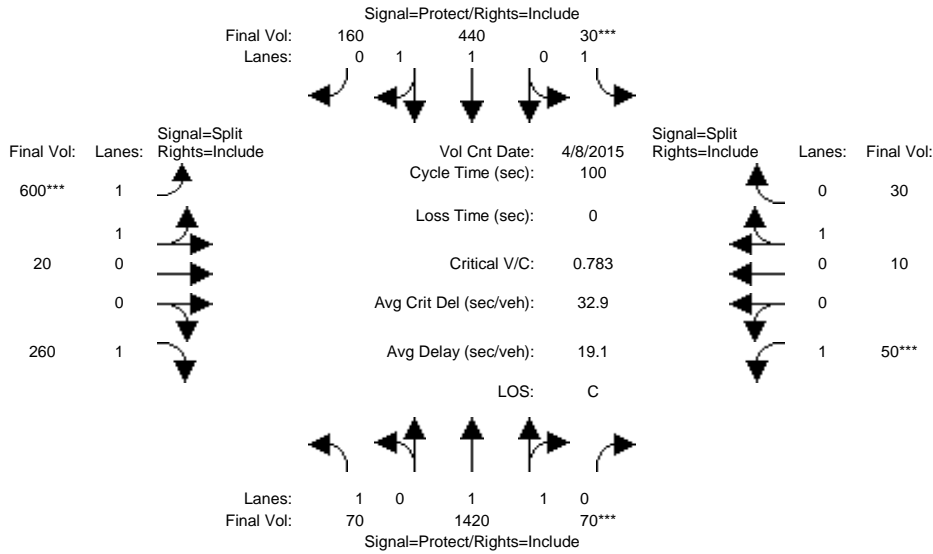 Signal=Protect/Rights=Include
Final Vol: 160 440 30***
Lanes: 0 1 1 0 1
Signal=Split Signal=Split
Final Vol: Lanes: Rights=Include Vol Cnt Date: 4/8/2015 Rights=Include Lanes: Final Vol:
Cycle Time (sec): 100
600*** 1 0 30
Loss Time (sec): 0
1 1
20 0 Critical V/C: 0.783 0 10
0 Avg Crit Del (sec/veh): 32.9 0
260 1 Avg Delay (sec/veh): 19.1 1 50***
LOS: C
Lanes: 1 0 1 1 0
Final Vol: 70 1420 70***
Signal=Protect/Rights=Include